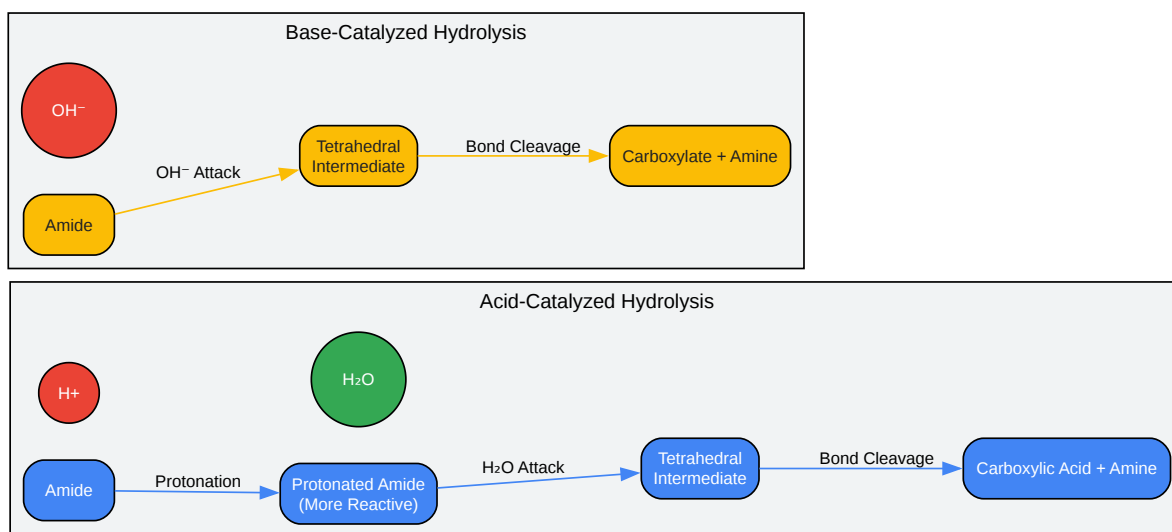 Base-Catalyzed Hydrolysis
OH⁻
Tetrahedral
Intermediate
Bond Cleavage
Carboxylate + Amine
OH⁻ Attack
Amide
Acid-Catalyzed Hydrolysis
H+
H₂O
Amide
Protonation
Protonated Amide
(More Reactive)
H₂O Attack
Tetrahedral
Intermediate
Bond Cleavage
Carboxylic Acid + Amine